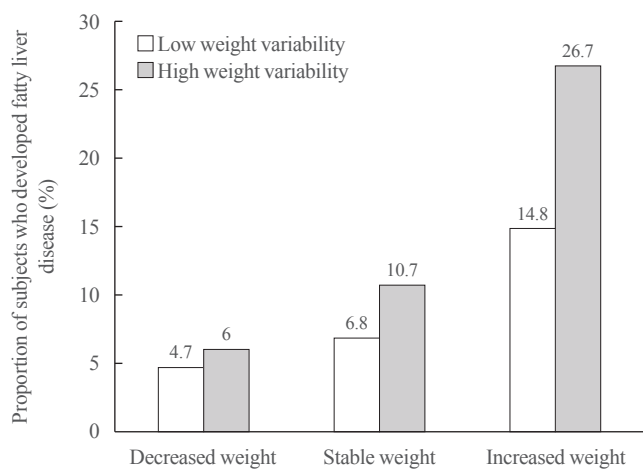 Proportion of subjects who developed fatty liver
disease (%)
30
25
20
15
10
5
0
Low weight variability
High weight variability
4.7
6
6.8
10.7
14.8
26.7
Decreased weight
Stable weight
Increased weight